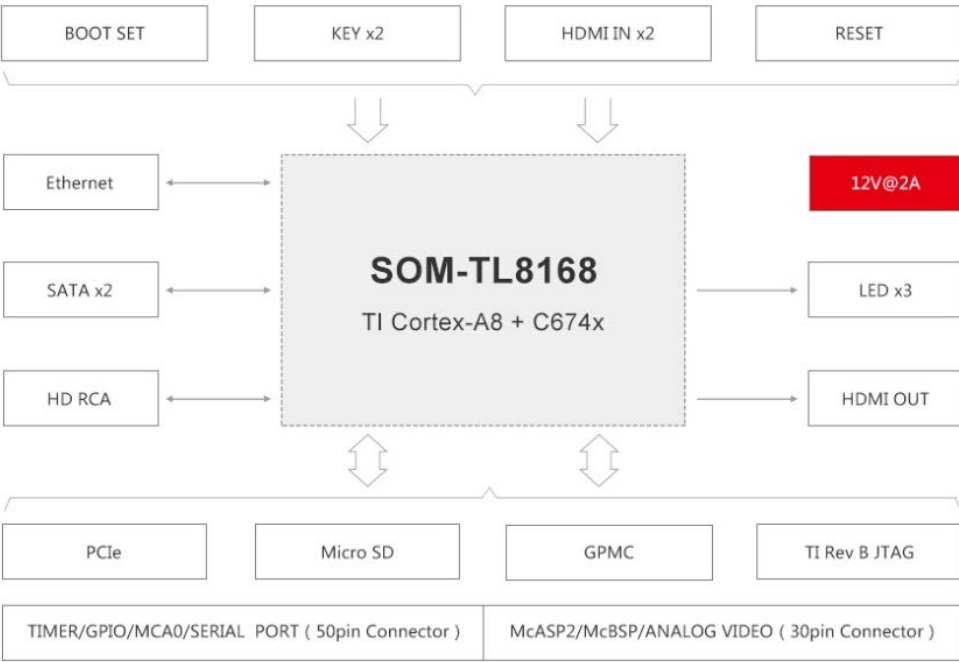 BOOT SET
KEY x2
HDMI IN x2
RESET
Ethernet
12V@2A
SOM-TL8168
TI Cortex-A8 + C674x
SATA x2
LED x3
HD RCA
HDMI OUT
PCIe
Micro SD
GPMC
TI Rev B JTAG
TIMER/GPIO/MCA0/SERIAL PORT ( 50pin Connector )
McASP2/McBSP/ANALOG VIDEO ( 30pin Connector )